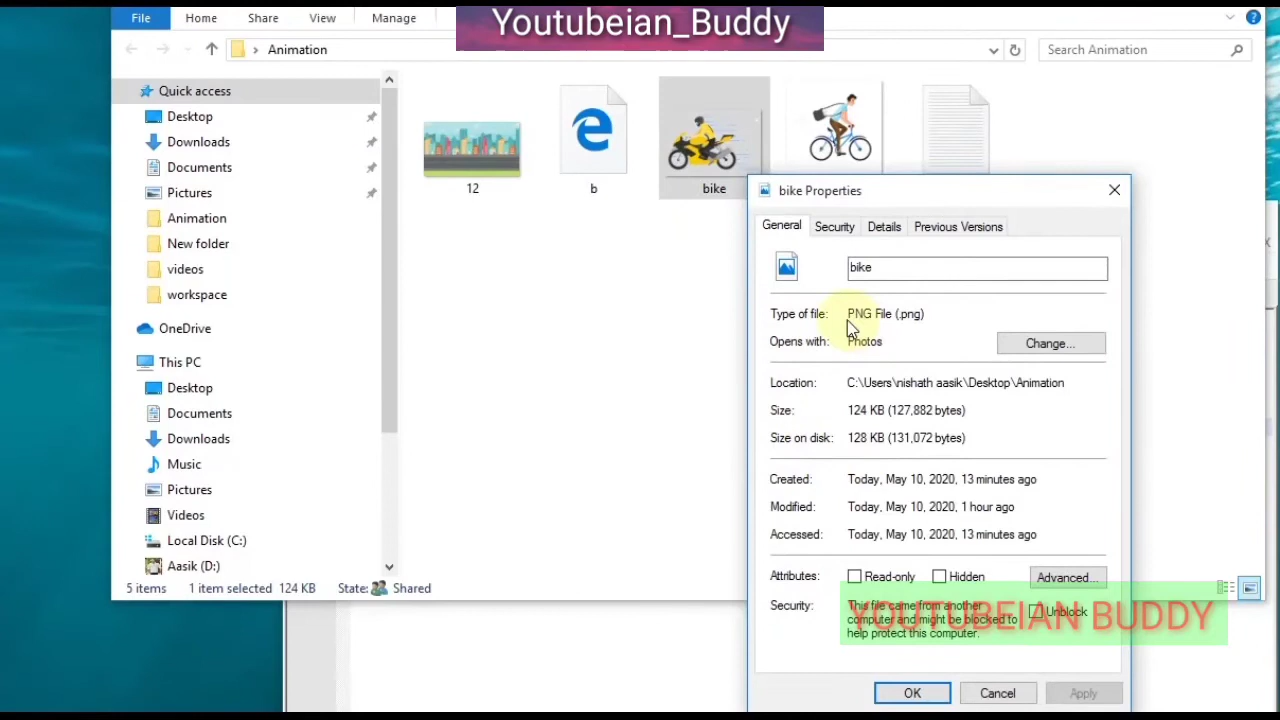 Youtubeian_Buddy
File Home Share View Manage
Animation
Search Animation
Quick access
Desktop
Downloads
Documents
Pictures
Animation
New folder
videos
workspace
OneDrive
This PC
Desktop
Documents
Downloads
Music
Pictures
Videos
Local Disk (C:)
Aasik (D:)
5 items 1 item selected 124 KB State: Shared
12
b
bike
bike Properties
General Security Details Previous Versions
bike
Type of file: PNG File (.png)
Opens with: Photos
Change...
Location: C:\Users\nishath aasik\Desktop\Animation
Size: 124 KB (127,882 bytes)
Size on disk: 128 KB (131,072 bytes)
Created: Today, May 10, 2020, 13 minutes ago
Modified: Today, May 10, 2020, 1 hour ago
Accessed: Today, May 10, 2020, 13 minutes ago
Attributes: Read-only Hidden Advanced...
Security: This file came from another
computer and might be blocked to
help protect this computer.
Unblock
YOUTUBEIAN BUDDY
OK Cancel Apply